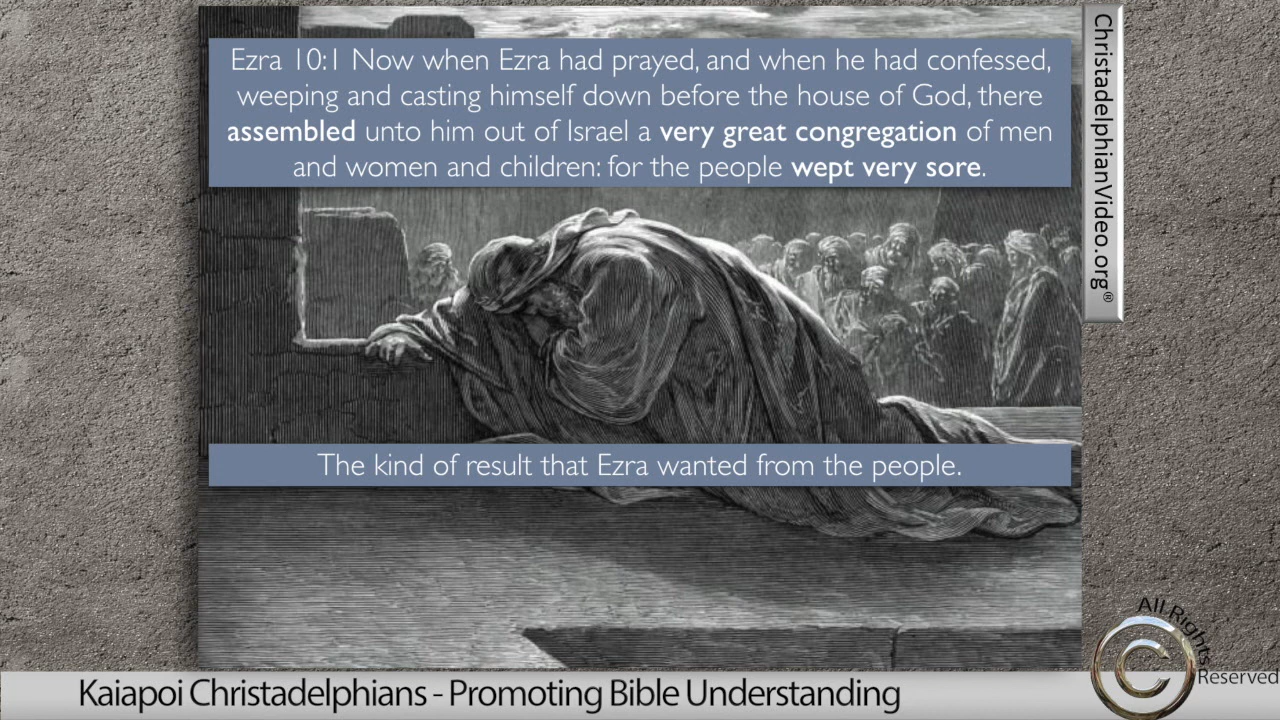 Ezra 10:1 Now when Ezra had prayed, and when he had confessed,
weeping and casting himself down before the house of God, there
assembled unto him out of Israel a very great congregation of men
and women and children: for the people wept very sore.
The kind of result that Ezra wanted from the people.
ChristadelphianVideo.org®
All Rights
Reserved
Kaiapoi Christadelphians - Promoting Bible Understanding